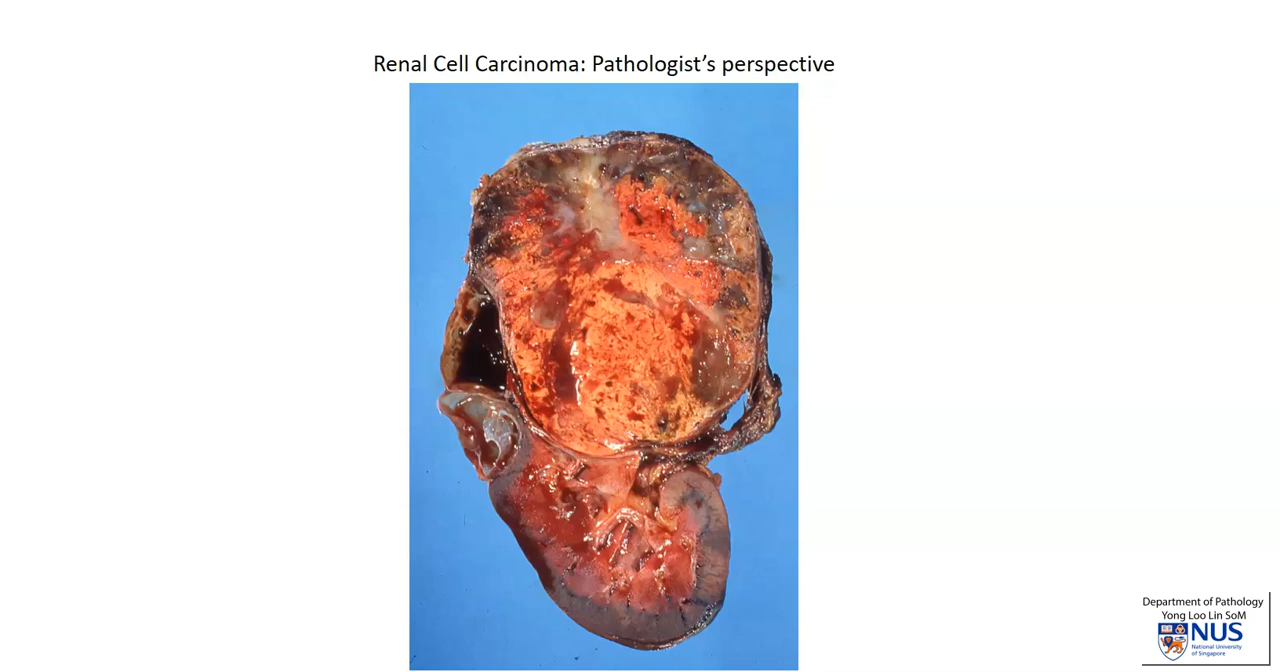 Renal Cell Carcinoma: Pathologist's perspective
Department of Pathology
Yong Loo Lin SoM
NUS
National University
of Singapore